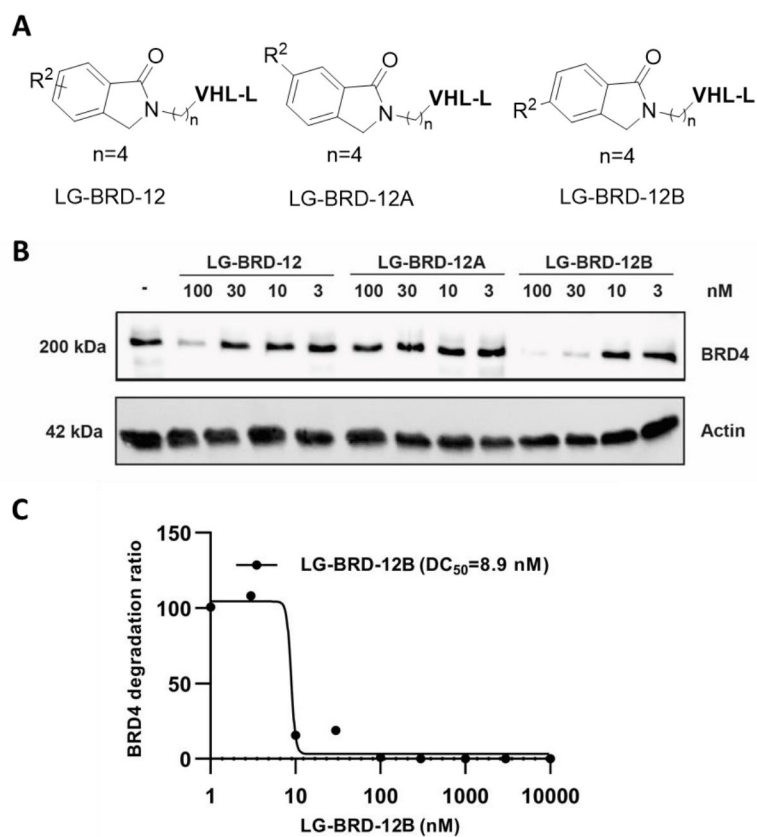 A
R²
O
N
VHL-L
n
n=4
LG-BRD-12
R²
O
N
VHL-L
n
n=4
LG-BRD-12A
R²
O
N
VHL-L
n
n=4
LG-BRD-12B
B
LG-BRD-12 LG-BRD-12A LG-BRD-12B
- 100 30 10 3 100 30 10 3 100 30 10 3 nM
200 kDa BRD4
42 kDa Actin
C
BRD4 degradation ratio
150
100
50
0
LG-BRD-12B (DC₅₀=8.9 nM)
1 10 100 1000 10000
LG-BRD-12B (nM)